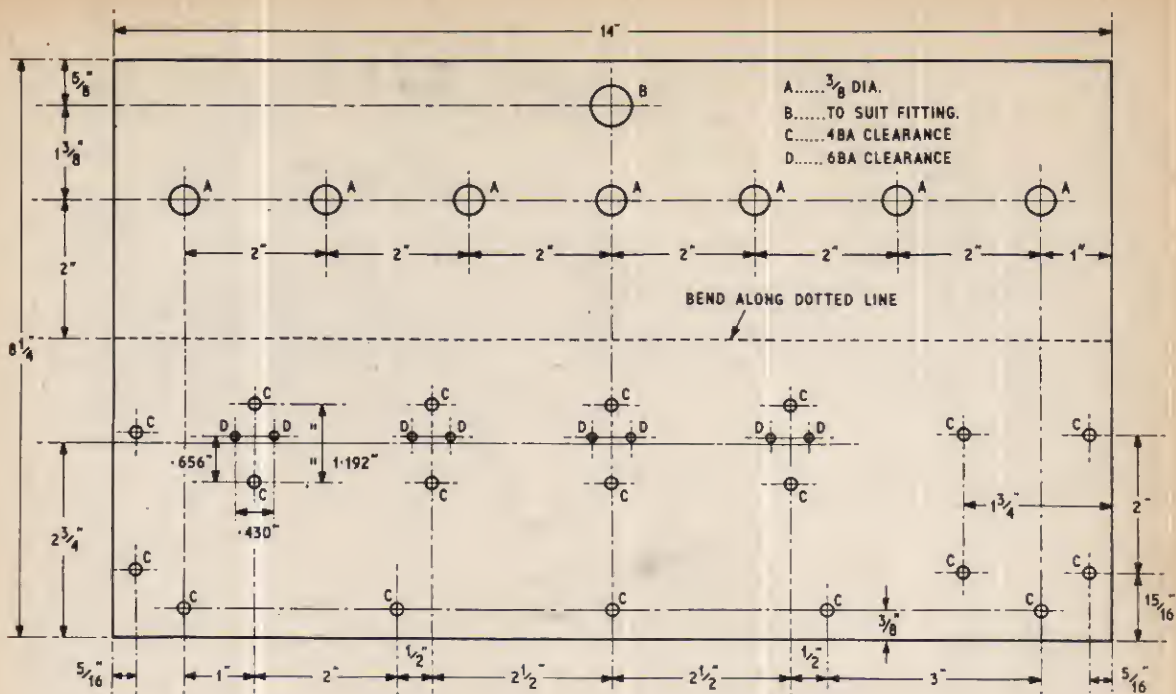 14"
5/8"
B
A......3/8 DIA.
B......TO SUIT FITTING.
C......4BA CLEARANCE
D......6BA CLEARANCE
1 3/8"
A A A A A A A
2" 2" 2" 2" 2" 2" 1"
2"
BEND ALONG DOTTED LINE
8 1/4"
C C C C
C D D D D D D D D C C
.656" " 1.192"
"
C C C C
1 3/4" 2"
.430"
2 3/4"
C C C
C C C C C
3/8" 15/16"
5/16" 1" 2" 1/2" 2 1/2" 2 1/2" 1/2" 3" 5/16"